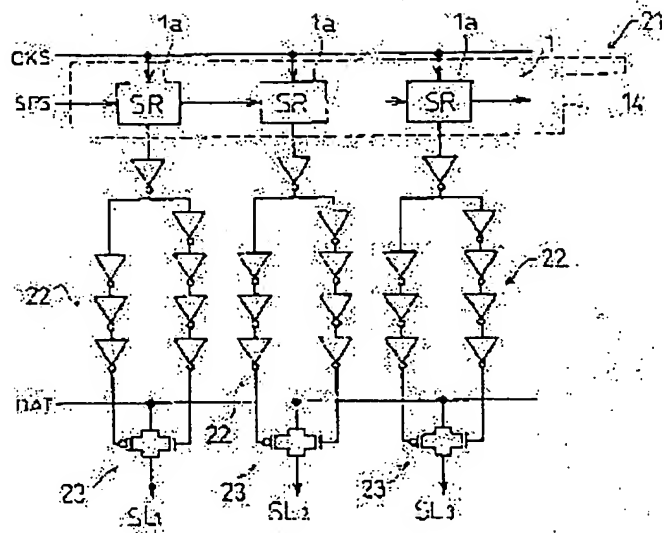 1a 1a 1a 21
CKS 1
SPS SR SR SR 14
22 22
22
DAT
23 23 23
SL1 SL2 SL3